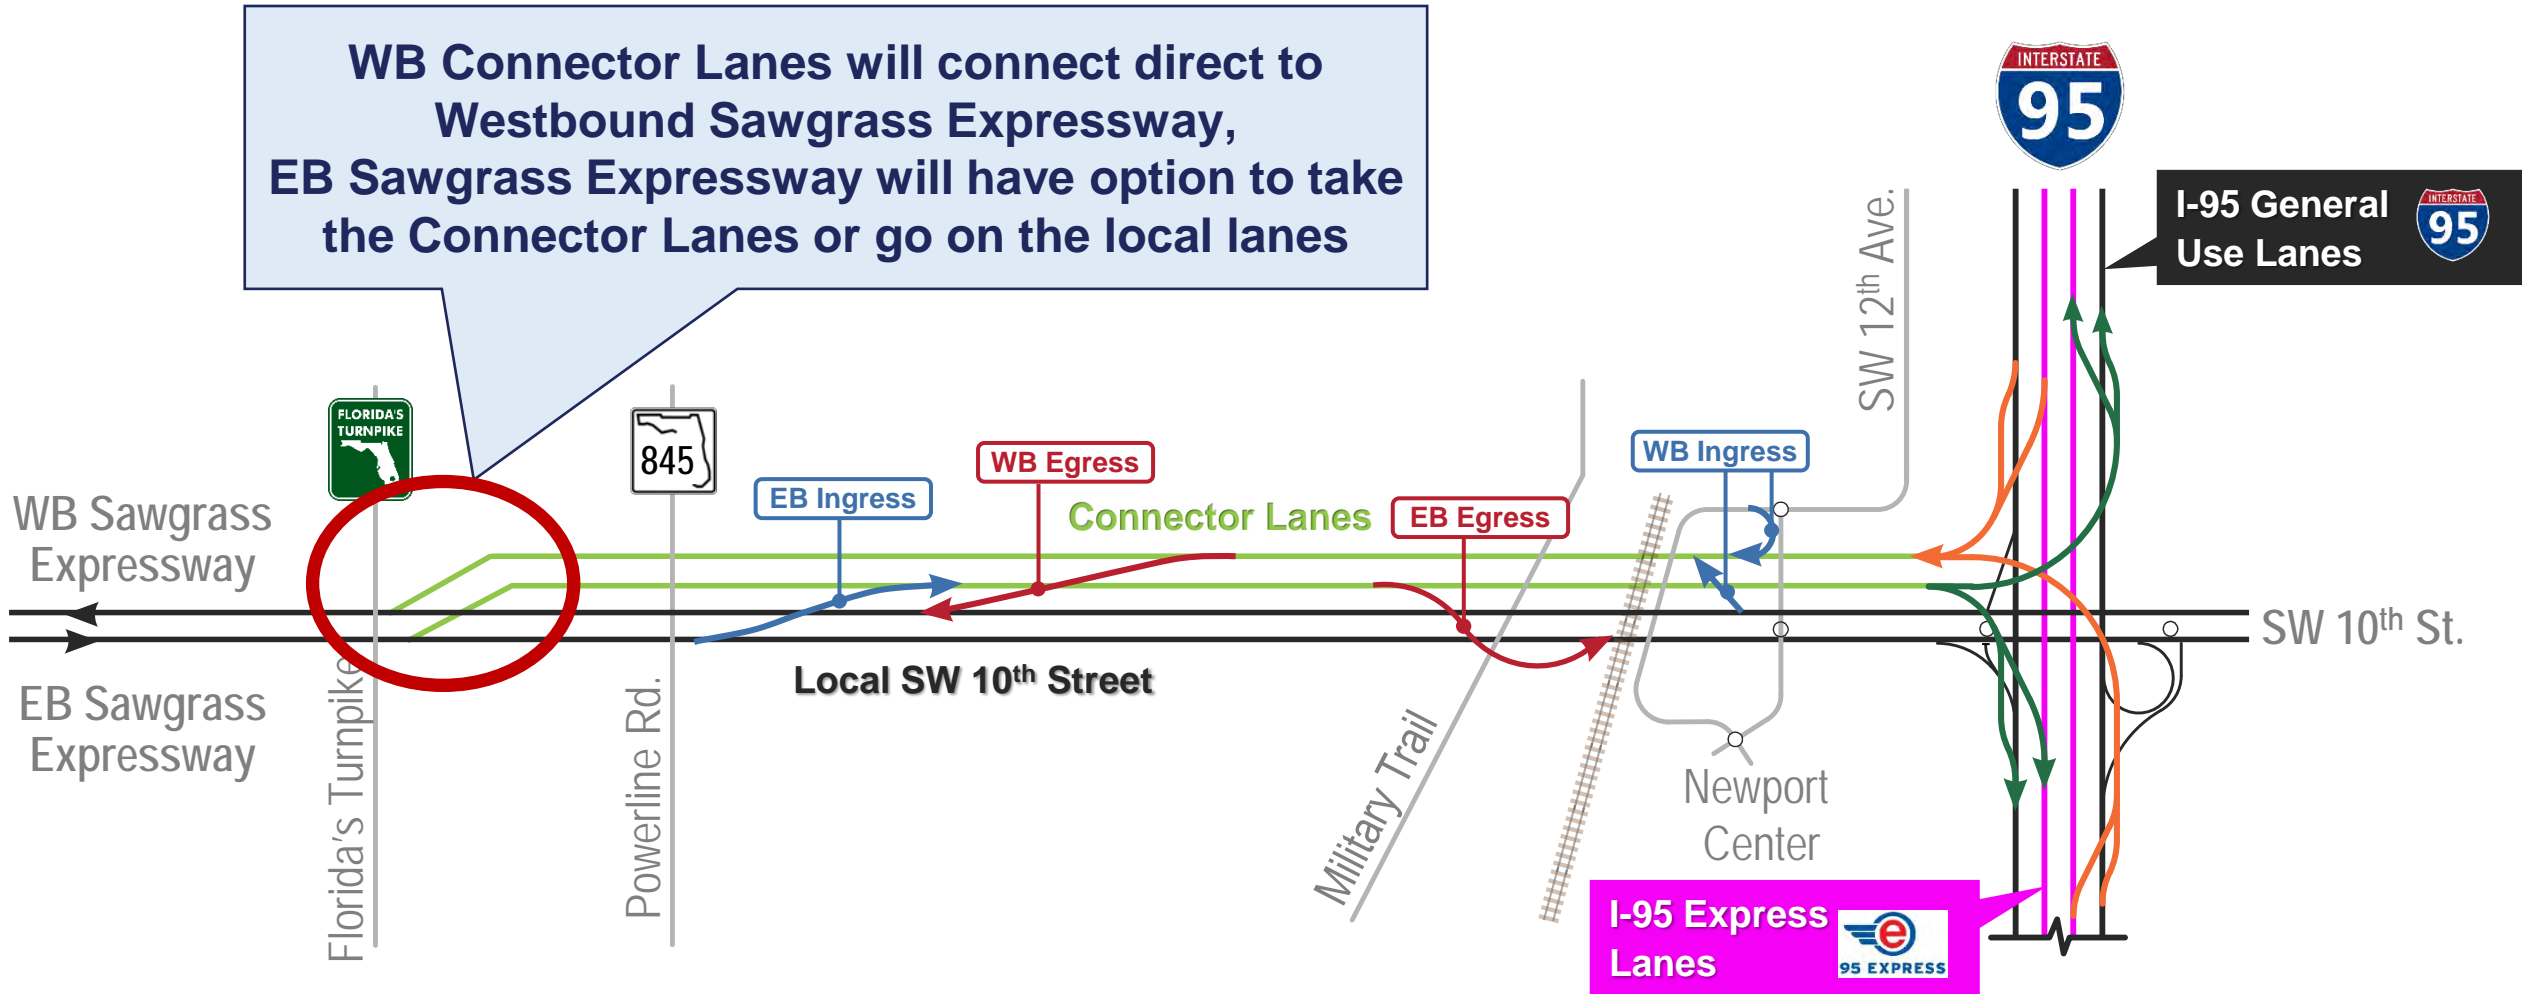 WB Connector Lanes will connect direct to
Westbound Sawgrass Expressway,
EB Sawgrass Expressway will have option to take
the Connector Lanes or go on the local lanes
INTERSTATE
95
I-95 General
Use Lanes
INTERSTATE
95
SW 12th Ave.
FLORIDA'S
TURNPIKE
845
WB Egress
WB Ingress
EB Ingress
Connector Lanes
EB Egress
WB Sawgrass
Expressway
SW 10th St.
Local SW 10th Street
EB Sawgrass
Expressway
Florida's Turnpike
Powerline Rd.
Military Trail
Newport
Center
I-95 Express
Lanes
e
95 EXPRESS